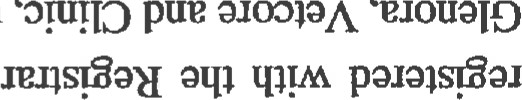 registered with the Registrar
Glenora, Vetcore and Clinic,